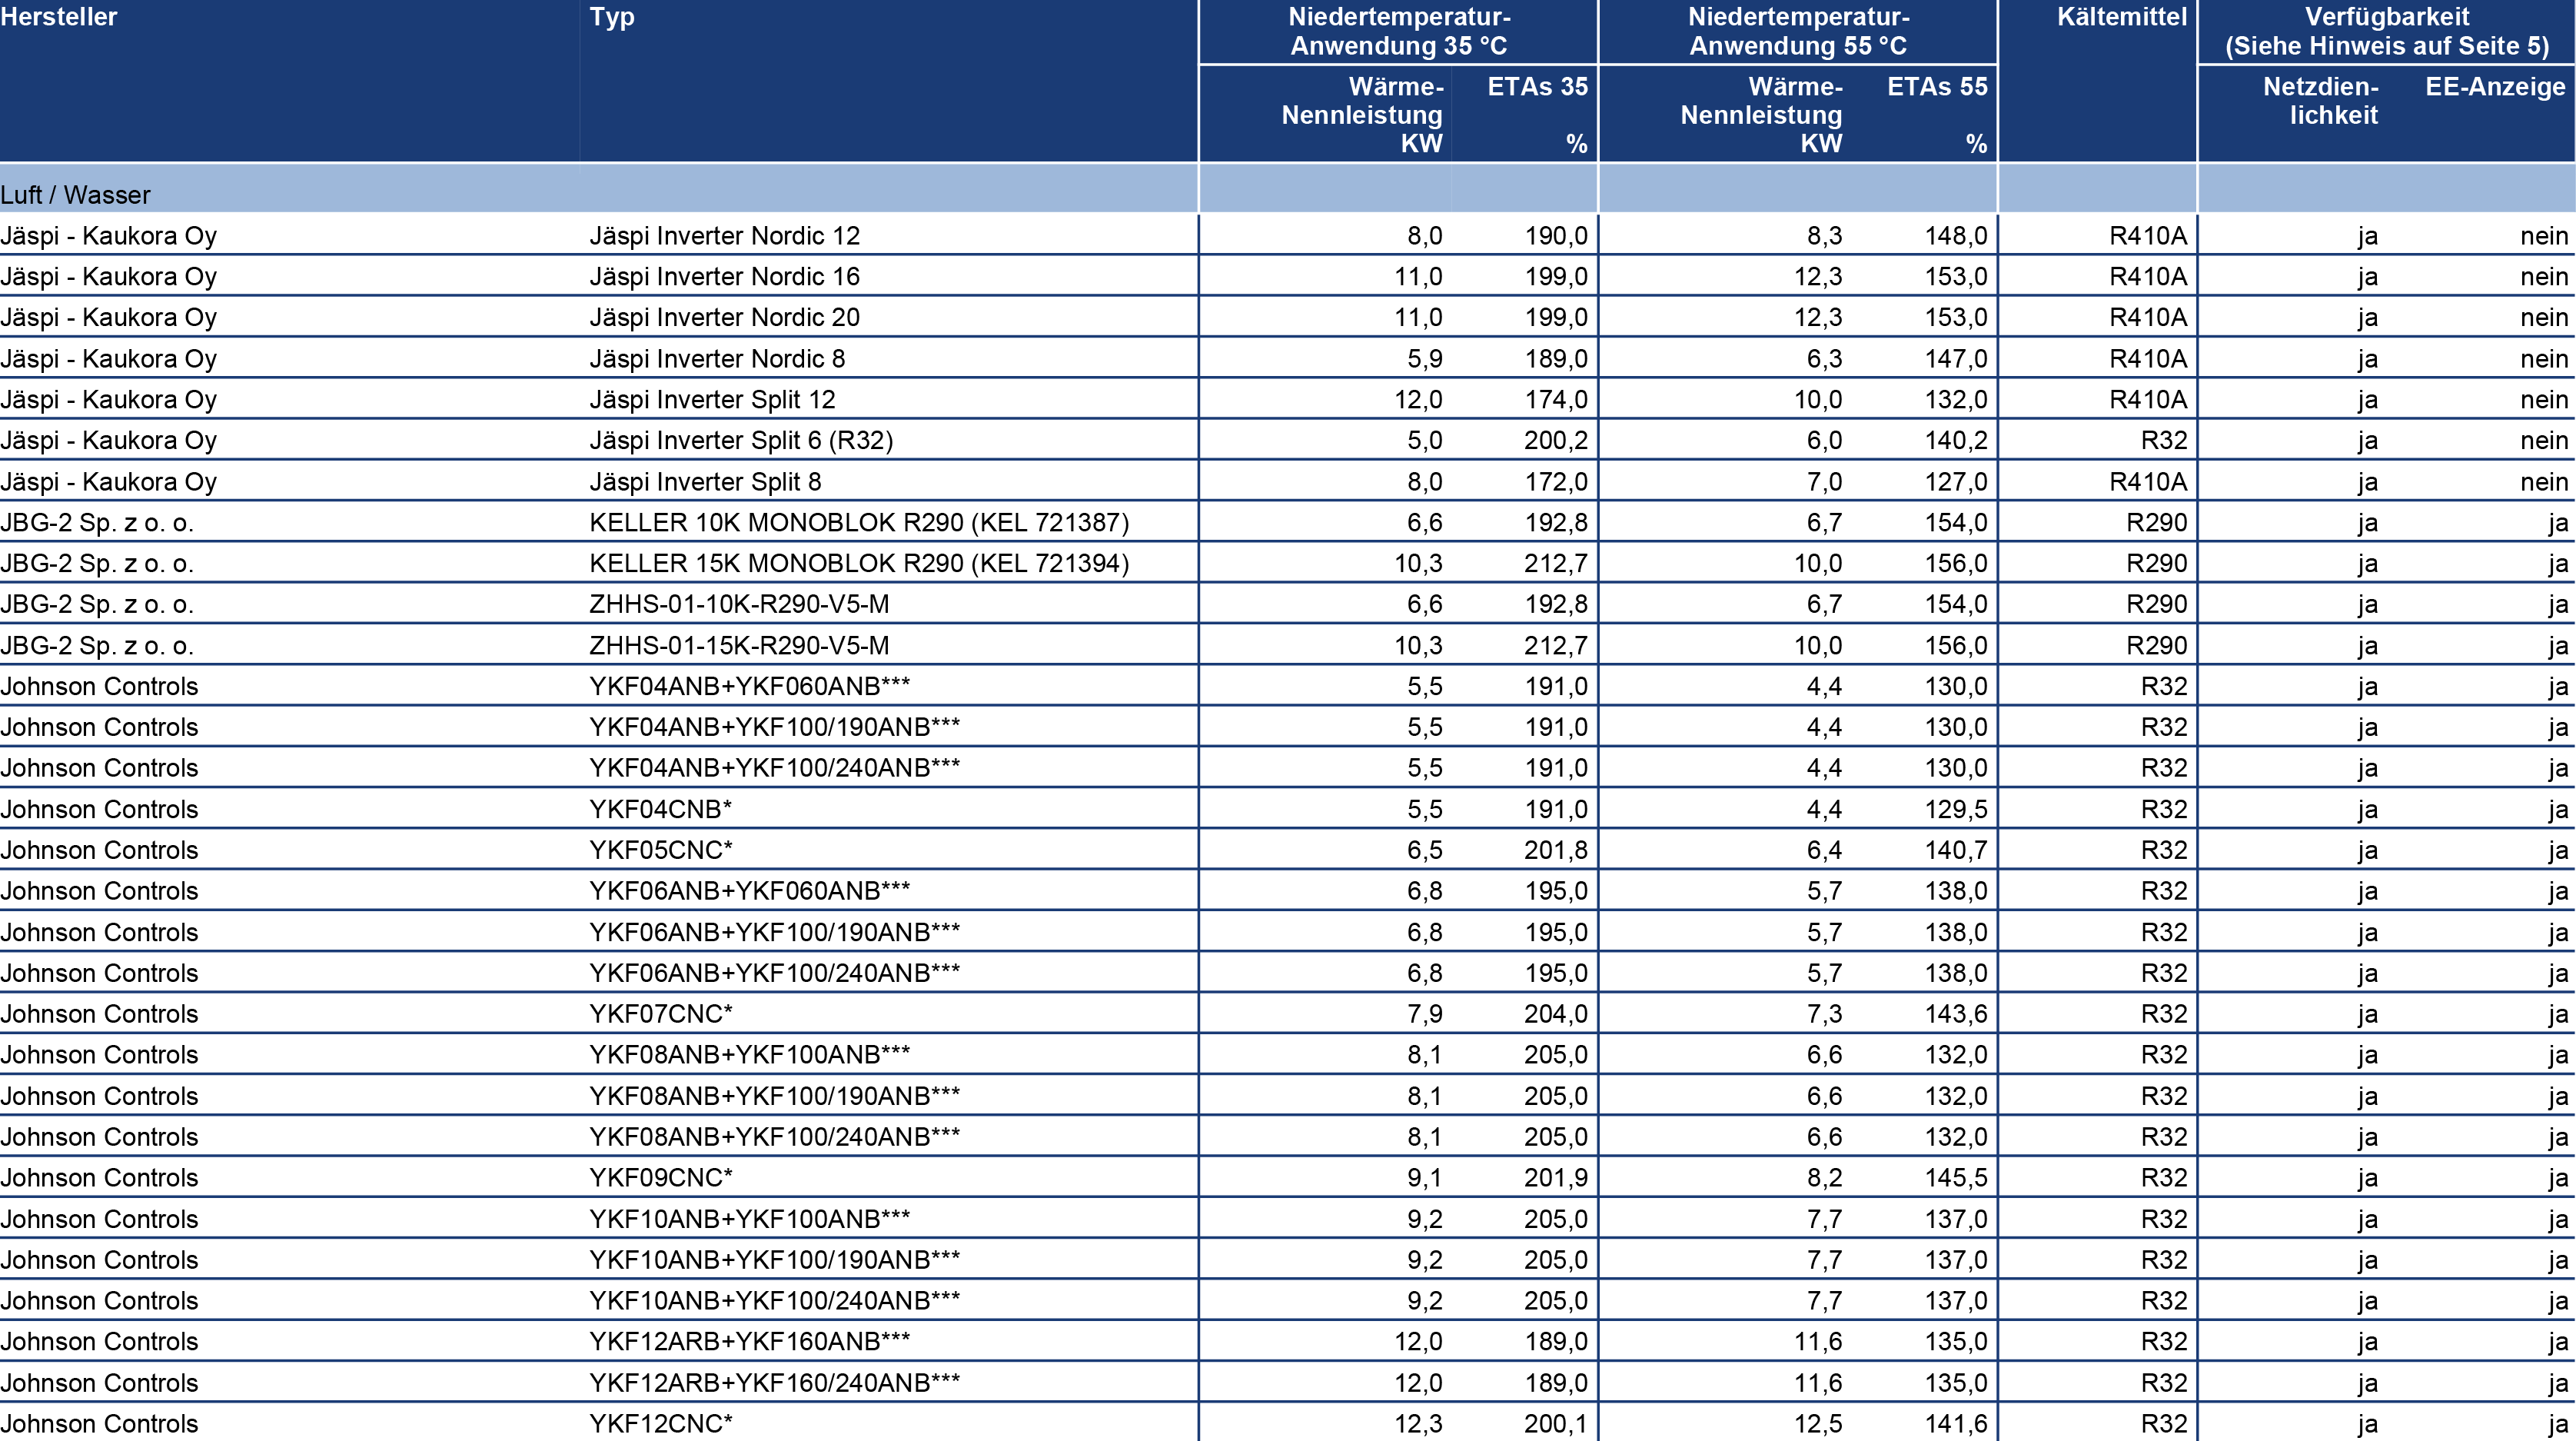 Hersteller Typ Niedertemperatur- Niedertemperatur- Kältemittel Verfügbarkeit
Anwendung 35 °C Anwendung 55 °C (Siehe Hinweis auf Seite 5)
Wärme- ETAs 35 Wärme- ETAs 55 Netzdien- EE-Anzeige
Nennleistung Nennleistung lichkeit
KW % KW %
Luft / Wasser
Jäspi - Kaukora Oy Jäspi Inverter Nordic 12 8,0 190,0 8,3 148,0 R410A ja nein
Jäspi - Kaukora Oy Jäspi Inverter Nordic 16 11,0 199,0 12,3 153,0 R410A ja nein
Jäspi - Kaukora Oy Jäspi Inverter Nordic 20 11,0 199,0 12,3 153,0 R410A ja nein
Jäspi - Kaukora Oy Jäspi Inverter Nordic 8 5,9 189,0 6,3 147,0 R410A ja nein
Jäspi - Kaukora Oy Jäspi Inverter Split 12 12,0 174,0 10,0 132,0 R410A ja nein
Jäspi - Kaukora Oy Jäspi Inverter Split 6 (R32) 5,0 200,2 6,0 140,2 R32 ja nein
Jäspi - Kaukora Oy Jäspi Inverter Split 8 8,0 172,0 7,0 127,0 R410A ja nein
JBG-2 Sp. z o. o. KELLER 10K MONOBLOK R290 (KEL 721387) 6,6 192,8 6,7 154,0 R290 ja ja
JBG-2 Sp. z o. o. KELLER 15K MONOBLOK R290 (KEL 721394) 10,3 212,7 10,0 156,0 R290 ja ja
JBG-2 Sp. z o. o. ZHHS-01-10K-R290-V5-M 6,6 192,8 6,7 154,0 R290 ja ja
JBG-2 Sp. z o. o. ZHHS-01-15K-R290-V5-M 10,3 212,7 10,0 156,0 R290 ja ja
Johnson Controls YKF04ANB+YKF060ANB*** 5,5 191,0 4,4 130,0 R32 ja ja
Johnson Controls YKF04ANB+YKF100/190ANB*** 5,5 191,0 4,4 130,0 R32 ja ja
Johnson Controls YKF04ANB+YKF100/240ANB*** 5,5 191,0 4,4 130,0 R32 ja ja
Johnson Controls YKF04CNB* 5,5 191,0 4,4 129,5 R32 ja ja
Johnson Controls YKF05CNC* 6,5 201,8 6,4 140,7 R32 ja ja
Johnson Controls YKF06ANB+YKF060ANB*** 6,8 195,0 5,7 138,0 R32 ja ja
Johnson Controls YKF06ANB+YKF100/190ANB*** 6,8 195,0 5,7 138,0 R32 ja ja
Johnson Controls YKF06ANB+YKF100/240ANB*** 6,8 195,0 5,7 138,0 R32 ja ja
Johnson Controls YKF07CNC* 7,9 204,0 7,3 143,6 R32 ja ja
Johnson Controls YKF08ANB+YKF100ANB*** 8,1 205,0 6,6 132,0 R32 ja ja
Johnson Controls YKF08ANB+YKF100/190ANB*** 8,1 205,0 6,6 132,0 R32 ja ja
Johnson Controls YKF08ANB+YKF100/240ANB*** 8,1 205,0 6,6 132,0 R32 ja ja
Johnson Controls YKF09CNC* 9,1 201,9 8,2 145,5 R32 ja ja
Johnson Controls YKF10ANB+YKF100ANB*** 9,2 205,0 7,7 137,0 R32 ja ja
Johnson Controls YKF10ANB+YKF100/190ANB*** 9,2 205,0 7,7 137,0 R32 ja ja
Johnson Controls YKF10ANB+YKF100/240ANB*** 9,2 205,0 7,7 137,0 R32 ja ja
Johnson Controls YKF12ARB+YKF160ANB*** 12,0 189,0 11,6 135,0 R32 ja ja
Johnson Controls YKF12ARB+YKF160/240ANB*** 12,0 189,0 11,6 135,0 R32 ja ja
Johnson Controls YKF12CNC* 12,3 200,1 12,5 141,6 R32 ja ja